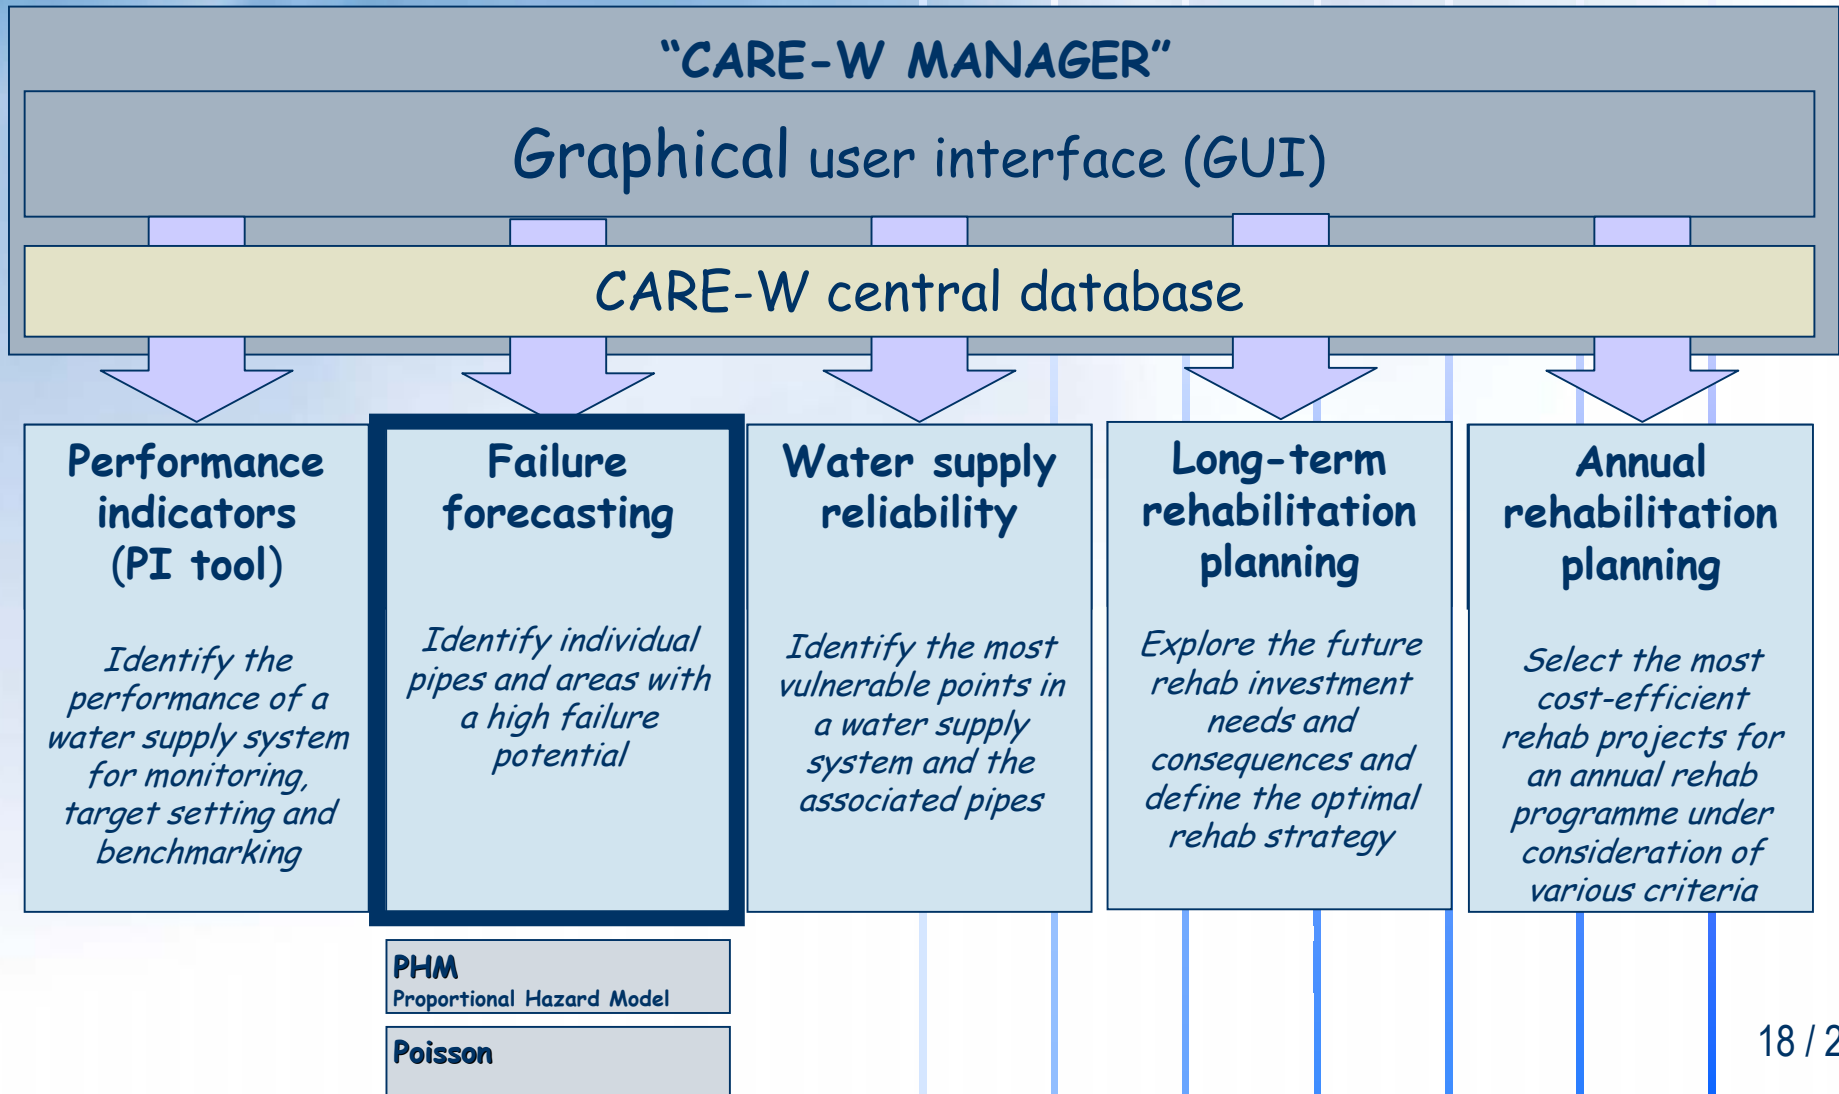 “CARE-W MANAGER”
Graphical user interface (GUI)
CARE-W central database
Performance
indicators
(PI tool)
Identify the
performance of a
water supply system
for monitoring,
target setting and
benchmarking
Failure
forecasting
Identify individual
pipes and areas with
a high failure
potential
Water supply
reliability
Identify the most
vulnerable points in
a water supply
system and the
associated pipes
Long-term
rehabilitation
planning
Explore the future
rehab investment
needs and
consequences and
define the optimal
rehab strategy
Annual
rehabilitation
planning
Select the most
cost-efficient
rehab projects for
an annual rehab
programme under
consideration of
various criteria
PHM
Proportional Hazard Model
Poisson
18 / 2